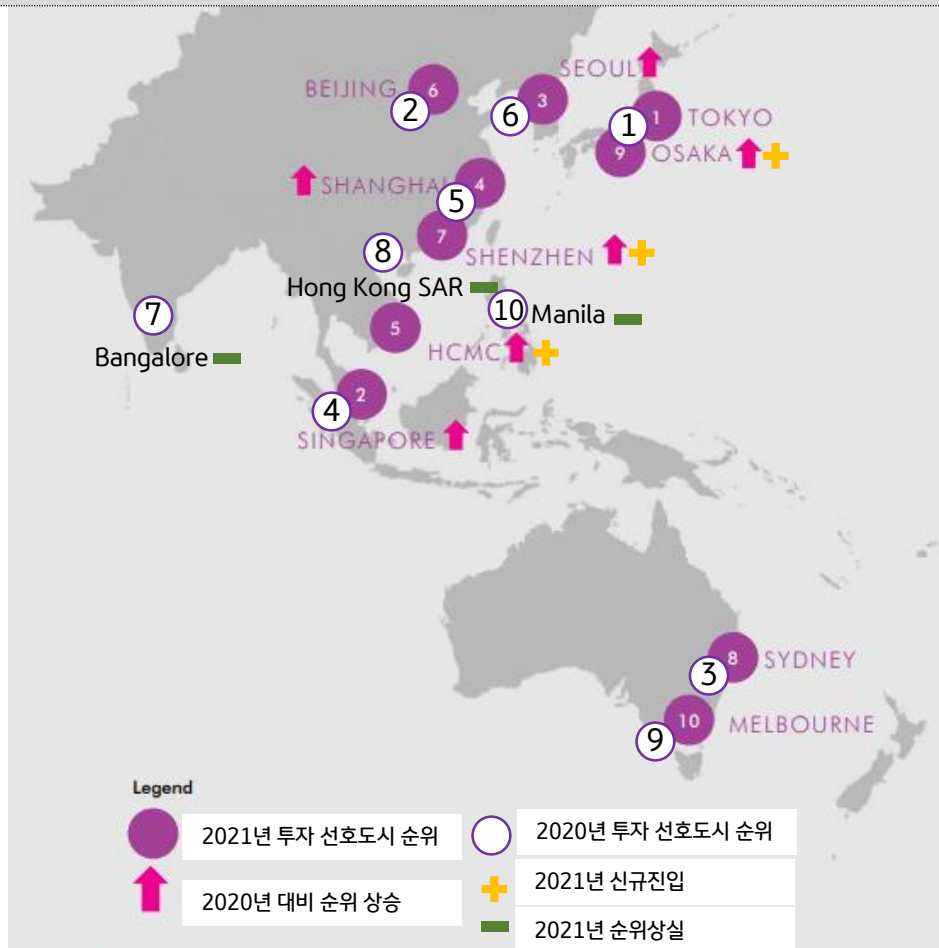 SEOUL
BEIJING 6
2
3
6
1 TOKYO
1
9 OSAKA
SHANGHAI 4
5
7
SHENZHEN
8
Hong Kong SAR
10 Manila
7
Bangalore
5
HCMC
2
4
SINGAPORE
8 SYDNEY
3
10 MELBOURNE
9
Legend
2021년 투자 선호도시 순위
2020년 투자 선호도시 순위
2020년 대비 순위 상승
2021년 신규진입
2021년 순위상실